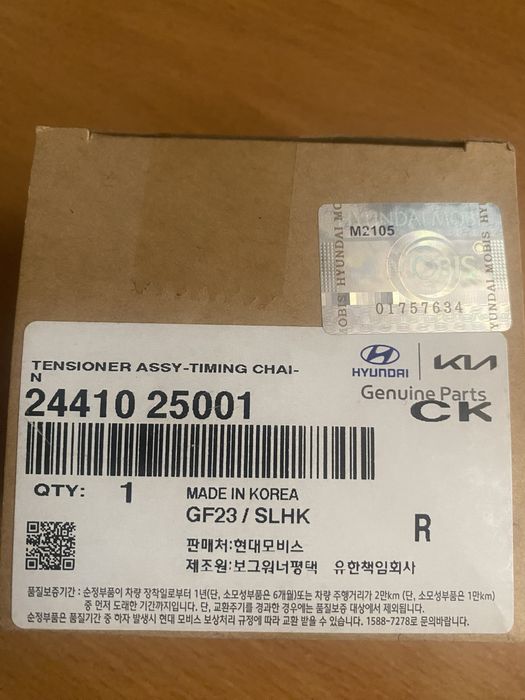 HYUNDAI MOBIS
M2105
MOBIS HYUNDAI MO
HYUNDAI MOBIS HY
MOBIS
01757634
TENSIONER ASSY-TIMING CHAI-
N
HYUNDAI
KIA
Genuine Parts
24410 25001
CK
QTY: 1
MADE IN KOREA
GF23 / SLHK
R
판매처:현대모비스
제조원:보그워너평택 유한책임회사
품질보증기간 : 순정부품이 차량 장착일로부터 1년(단, 소모성부품은 6개월)또는 차량 주행거리가 2만km (단, 소모성부품은 1만km)
중 먼저 도래한 기간까지입니다. 단, 교환주기를 경과한 경우에는 품질보증 대상에서 제외됩니다.
순정부품은 품질기간 중 하자 발생시 현대 모비스 보상처리 규정에 따라 교환 받을 수 있습니다. 1588-7278로 문의바랍니다.